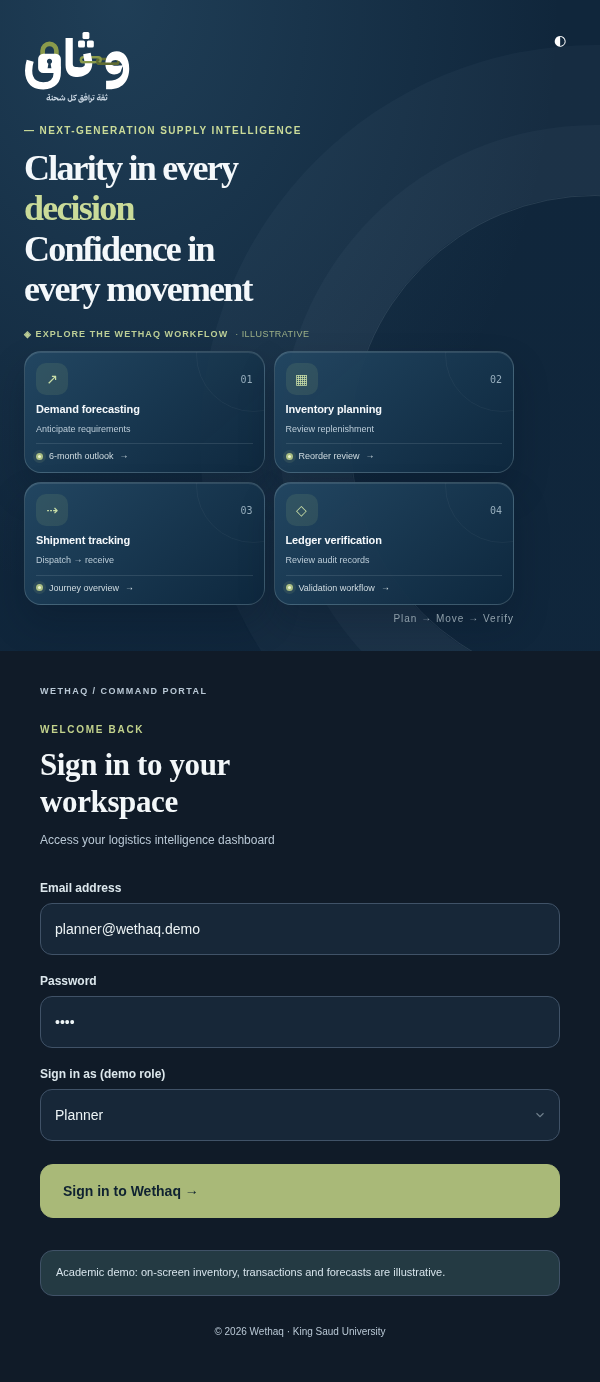 وثاق
ثقة ترافق كل شحنة
— NEXT-GENERATION SUPPLY INTELLIGENCE
Clarity in every
decision
Confidence in
every movement
◈ EXPLORE THE WETHAQ WORKFLOW · ILLUSTRATIVE
↗ 01
Demand forecasting
Anticipate requirements
6-month outlook →
▦ 02
Inventory planning
Review replenishment
Reorder review →
⇢ 03
Shipment tracking
Dispatch → receive
Journey overview →
◇ 04
Ledger verification
Review audit records
Validation workflow →
Plan → Move → Verify
WETHAQ / COMMAND PORTAL
WELCOME BACK
Sign in to your
workspace
Access your logistics intelligence dashboard
Email address
planner@wethaq.demo
Password
••••
Sign in as (demo role)
Planner
Sign in to Wethaq →
Academic demo: on-screen inventory, transactions and forecasts are illustrative.
© 2026 Wethaq · King Saud University